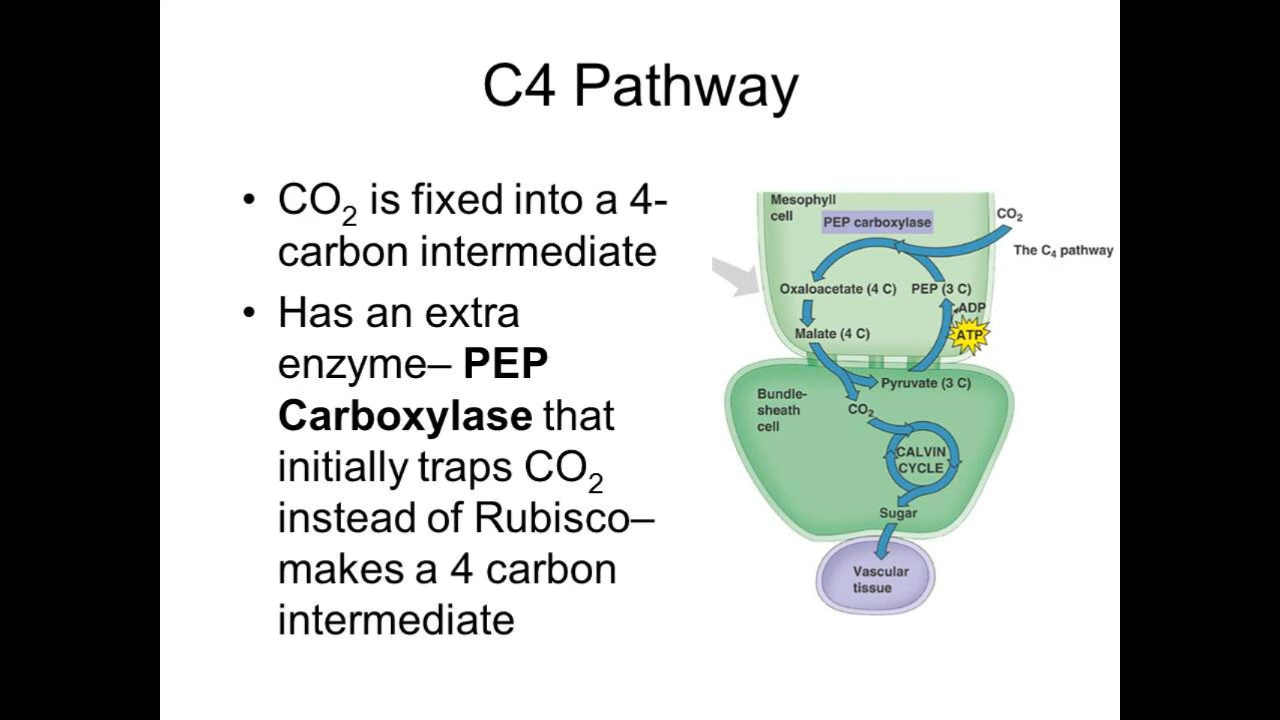 C4 Pathway
• CO₂ is fixed into a 4-
carbon intermediate
• Has an extra
enzyme– PEP
Carboxylase that
initially traps CO₂
instead of Rubisco–
makes a 4 carbon
intermediate
Mesophyll
cell
PEP carboxylase
CO₂
The C₄ pathway
Oxaloacetate (4 C)
PEP (3 C)
ADP
Malate (4 C)
ATP
Pyruvate (3 C)
Bundle-
sheath
cell
CO₂
CALVIN
CYCLE
Sugar
Vascular
tissue